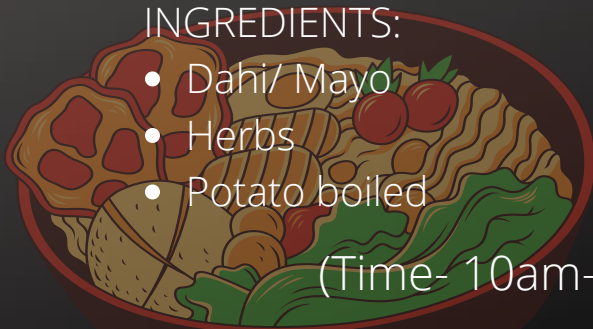 INGREDIENTS:
• Dahi/ Mayo
• Herbs
• Potato boiled
(Time- 10am-